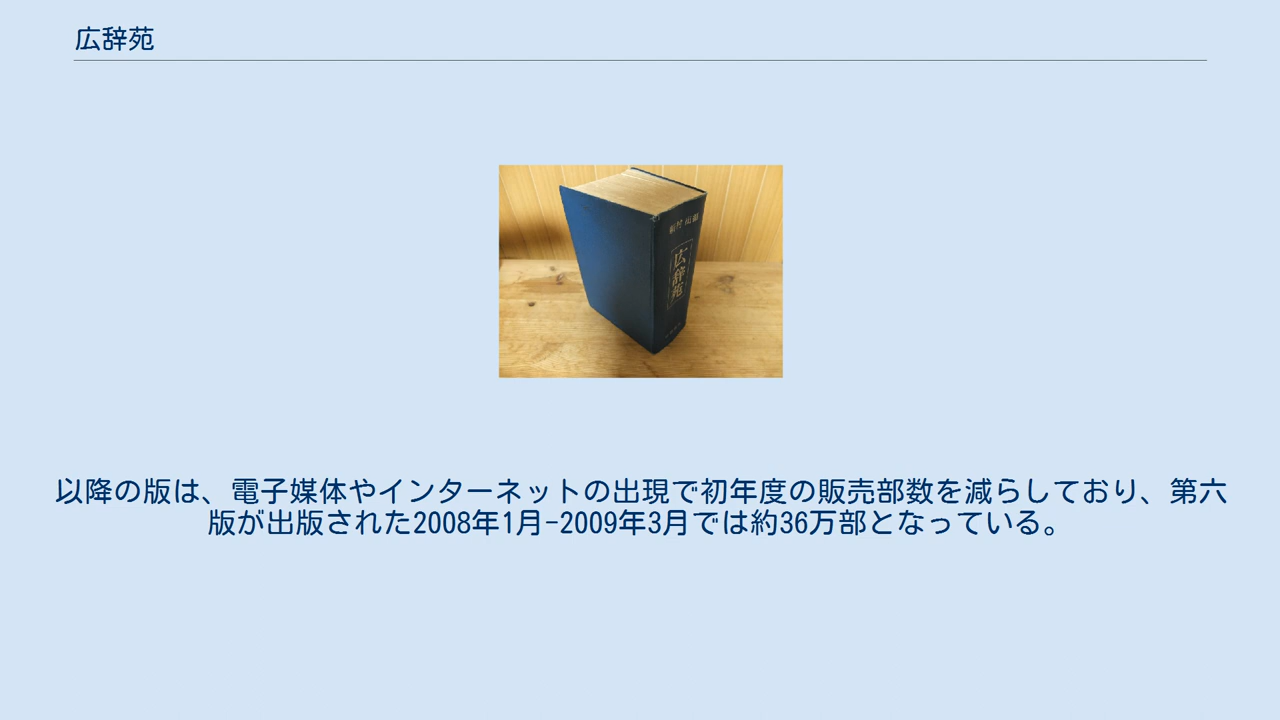 広辞苑
新村 出編
広辞苑
以降の版は、電子媒体やインターネットの出現で初年度の販売部数を減らしており、第六
版が出版された2008年1月-2009年3月では約36万部となっている。